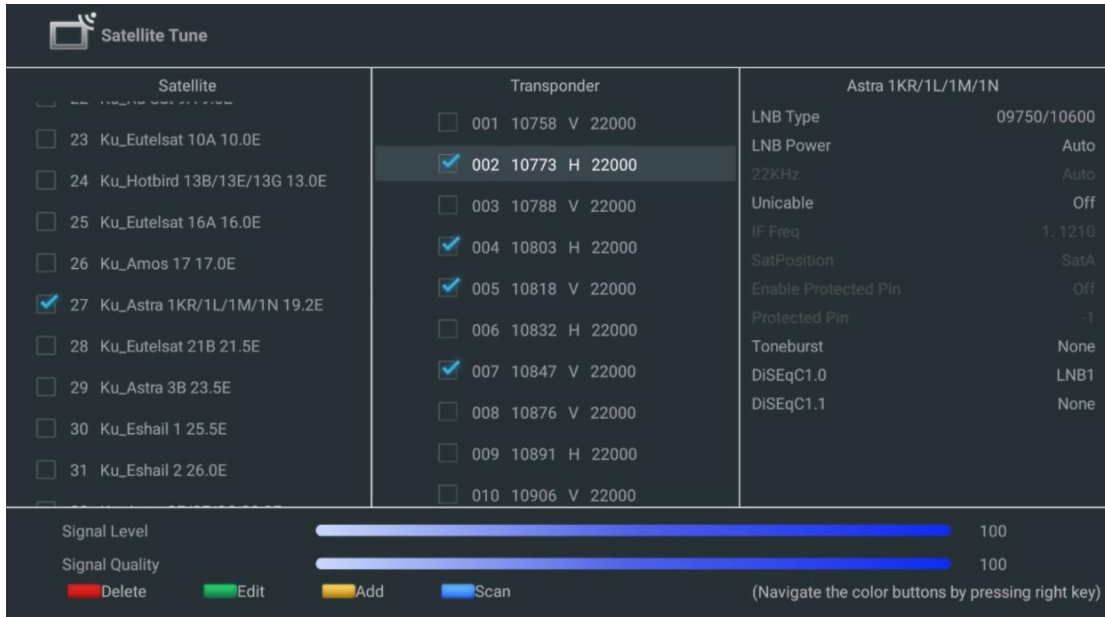 Satellite Tune
Satellite
23 Ku_Eutelsat 10A 10.0E
24 Ku_Hotbird 13B/13E/13G 13.0E
25 Ku_Eutelsat 16A 16.0E
26 Ku_Amos 17 17.0E
27 Ku_Astra 1KR/1L/1M/1N 19.2E
28 Ku_Eutelsat 21B 21.5E
29 Ku_Astra 3B 23.5E
30 Ku_Eshail 1 25.5E
31 Ku_Eshail 2 26.0E
Transponder
001 10758 V 22000
002 10773 H 22000
003 10788 V 22000
004 10803 H 22000
005 10818 V 22000
006 10832 H 22000
007 10847 V 22000
008 10876 V 22000
009 10891 H 22000
010 10906 V 22000
Astra 1KR/1L/1M/1N
LNB Type 09750/10600
LNB Power Auto
22KHz Auto
Unicable Off
IF Freq 1, 1210
SatPosition SatA
Enable Protected Pin Off
Protected Pin -1
Toneburst None
DiSEqC1.0 LNB1
DiSEqC1.1 None
Signal Level 100
Signal Quality 100
Delete Edit Add Scan (Navigate the color buttons by pressing right key)